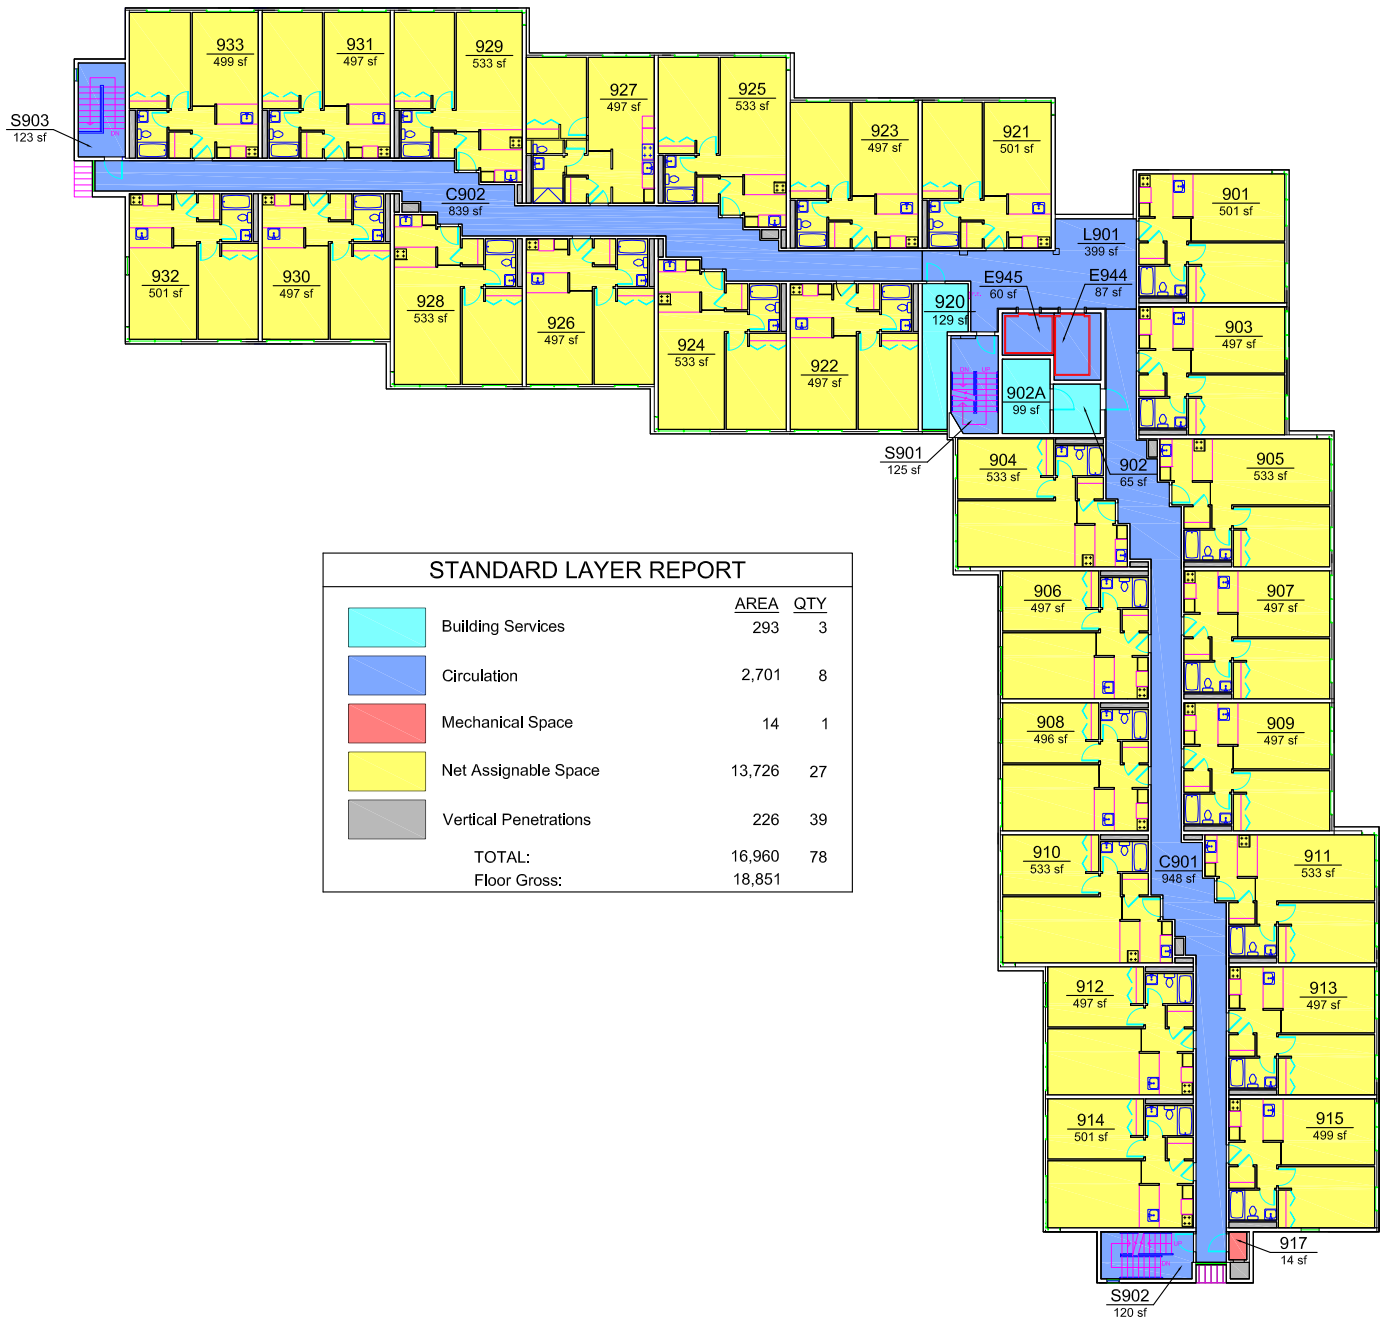 933
499 sf
931
497 sf
929
533 sf
927
497 sf
925
533 sf
923
497 sf
921
501 sf
S903
123 sf
DN
C902
839 sf
901
501 sf
L901
399 sf
E945
60 sf
E944
87 sf
932
501 sf
930
497 sf
928
533 sf
926
497 sf
924
533 sf
922
497 sf
920
129 sf
903
497 sf
DN UP
902A
99 sf
S901
125 sf
904
533 sf
902
65 sf
905
533 sf
STANDARD LAYER REPORT
AREA QTY
Building Services 293 3
Circulation 2,701 8
Mechanical Space 14 1
Net Assignable Space 13,726 27
Vertical Penetrations 226 39
TOTAL: 16,960 78
Floor Gross: 18,851
906
497 sf
907
497 sf
908
496 sf
909
497 sf
910
533 sf
C901
948 sf
911
533 sf
912
497 sf
913
497 sf
914
501 sf
915
499 sf
UP
DN
917
14 sf
S902
120 sf